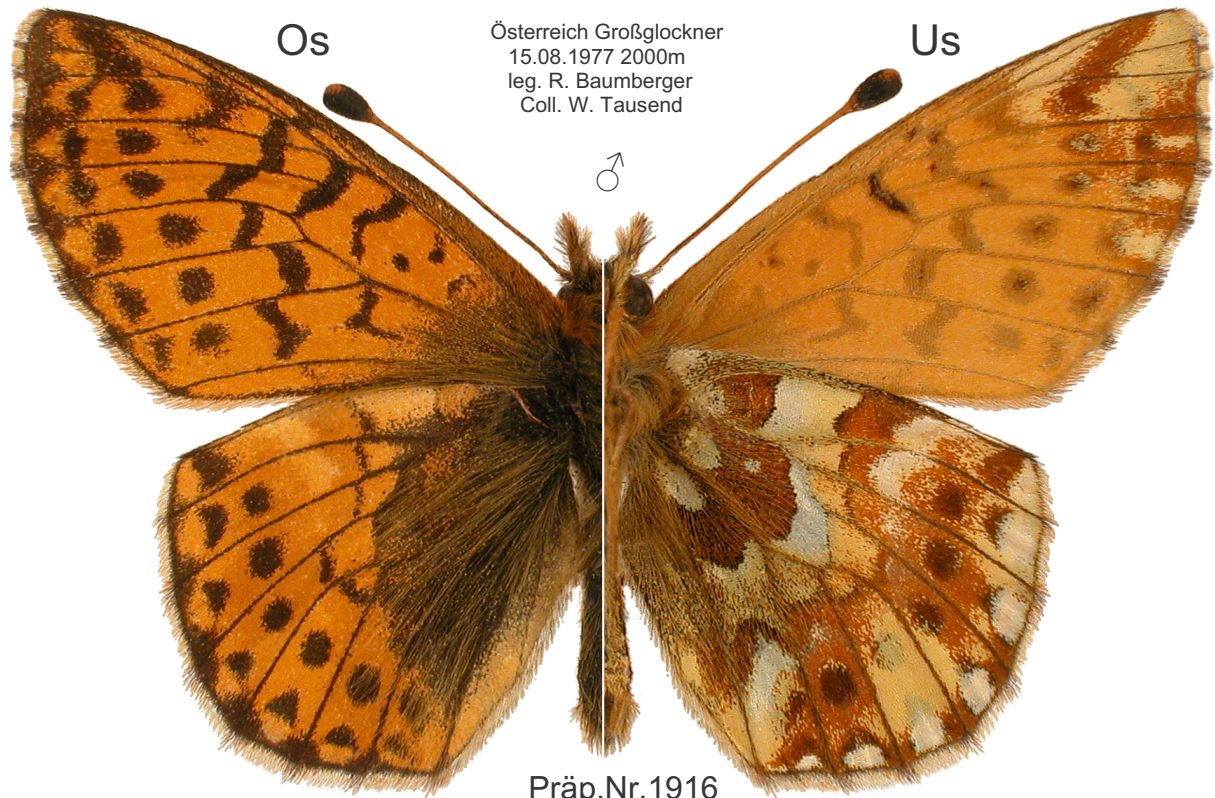 Os
Österreich Großglockner
15.08.1977 2000m
leg. R. Baumberger
Coll. W. Tausend
♂
Us
Präp.Nr.1916